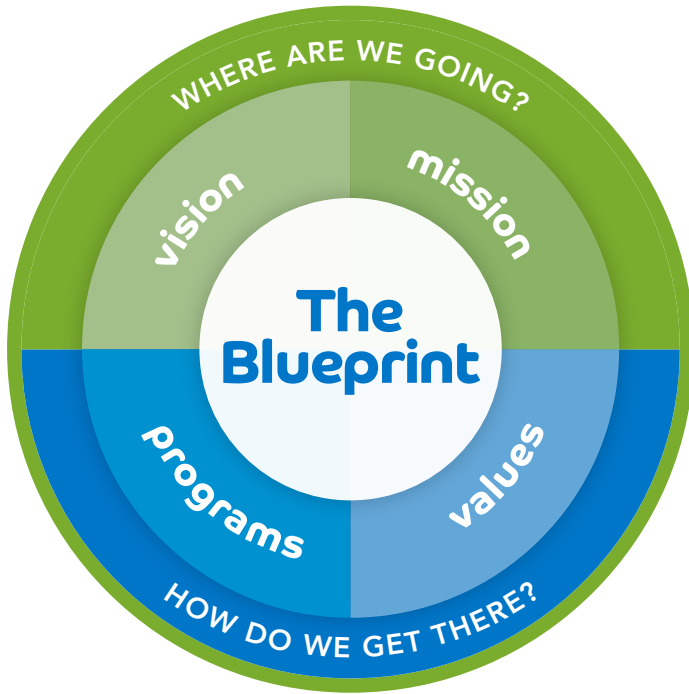 WHERE ARE WE GOING?
vision
mission
The
Blueprint
programs
values
HOW DO WE GET THERE?